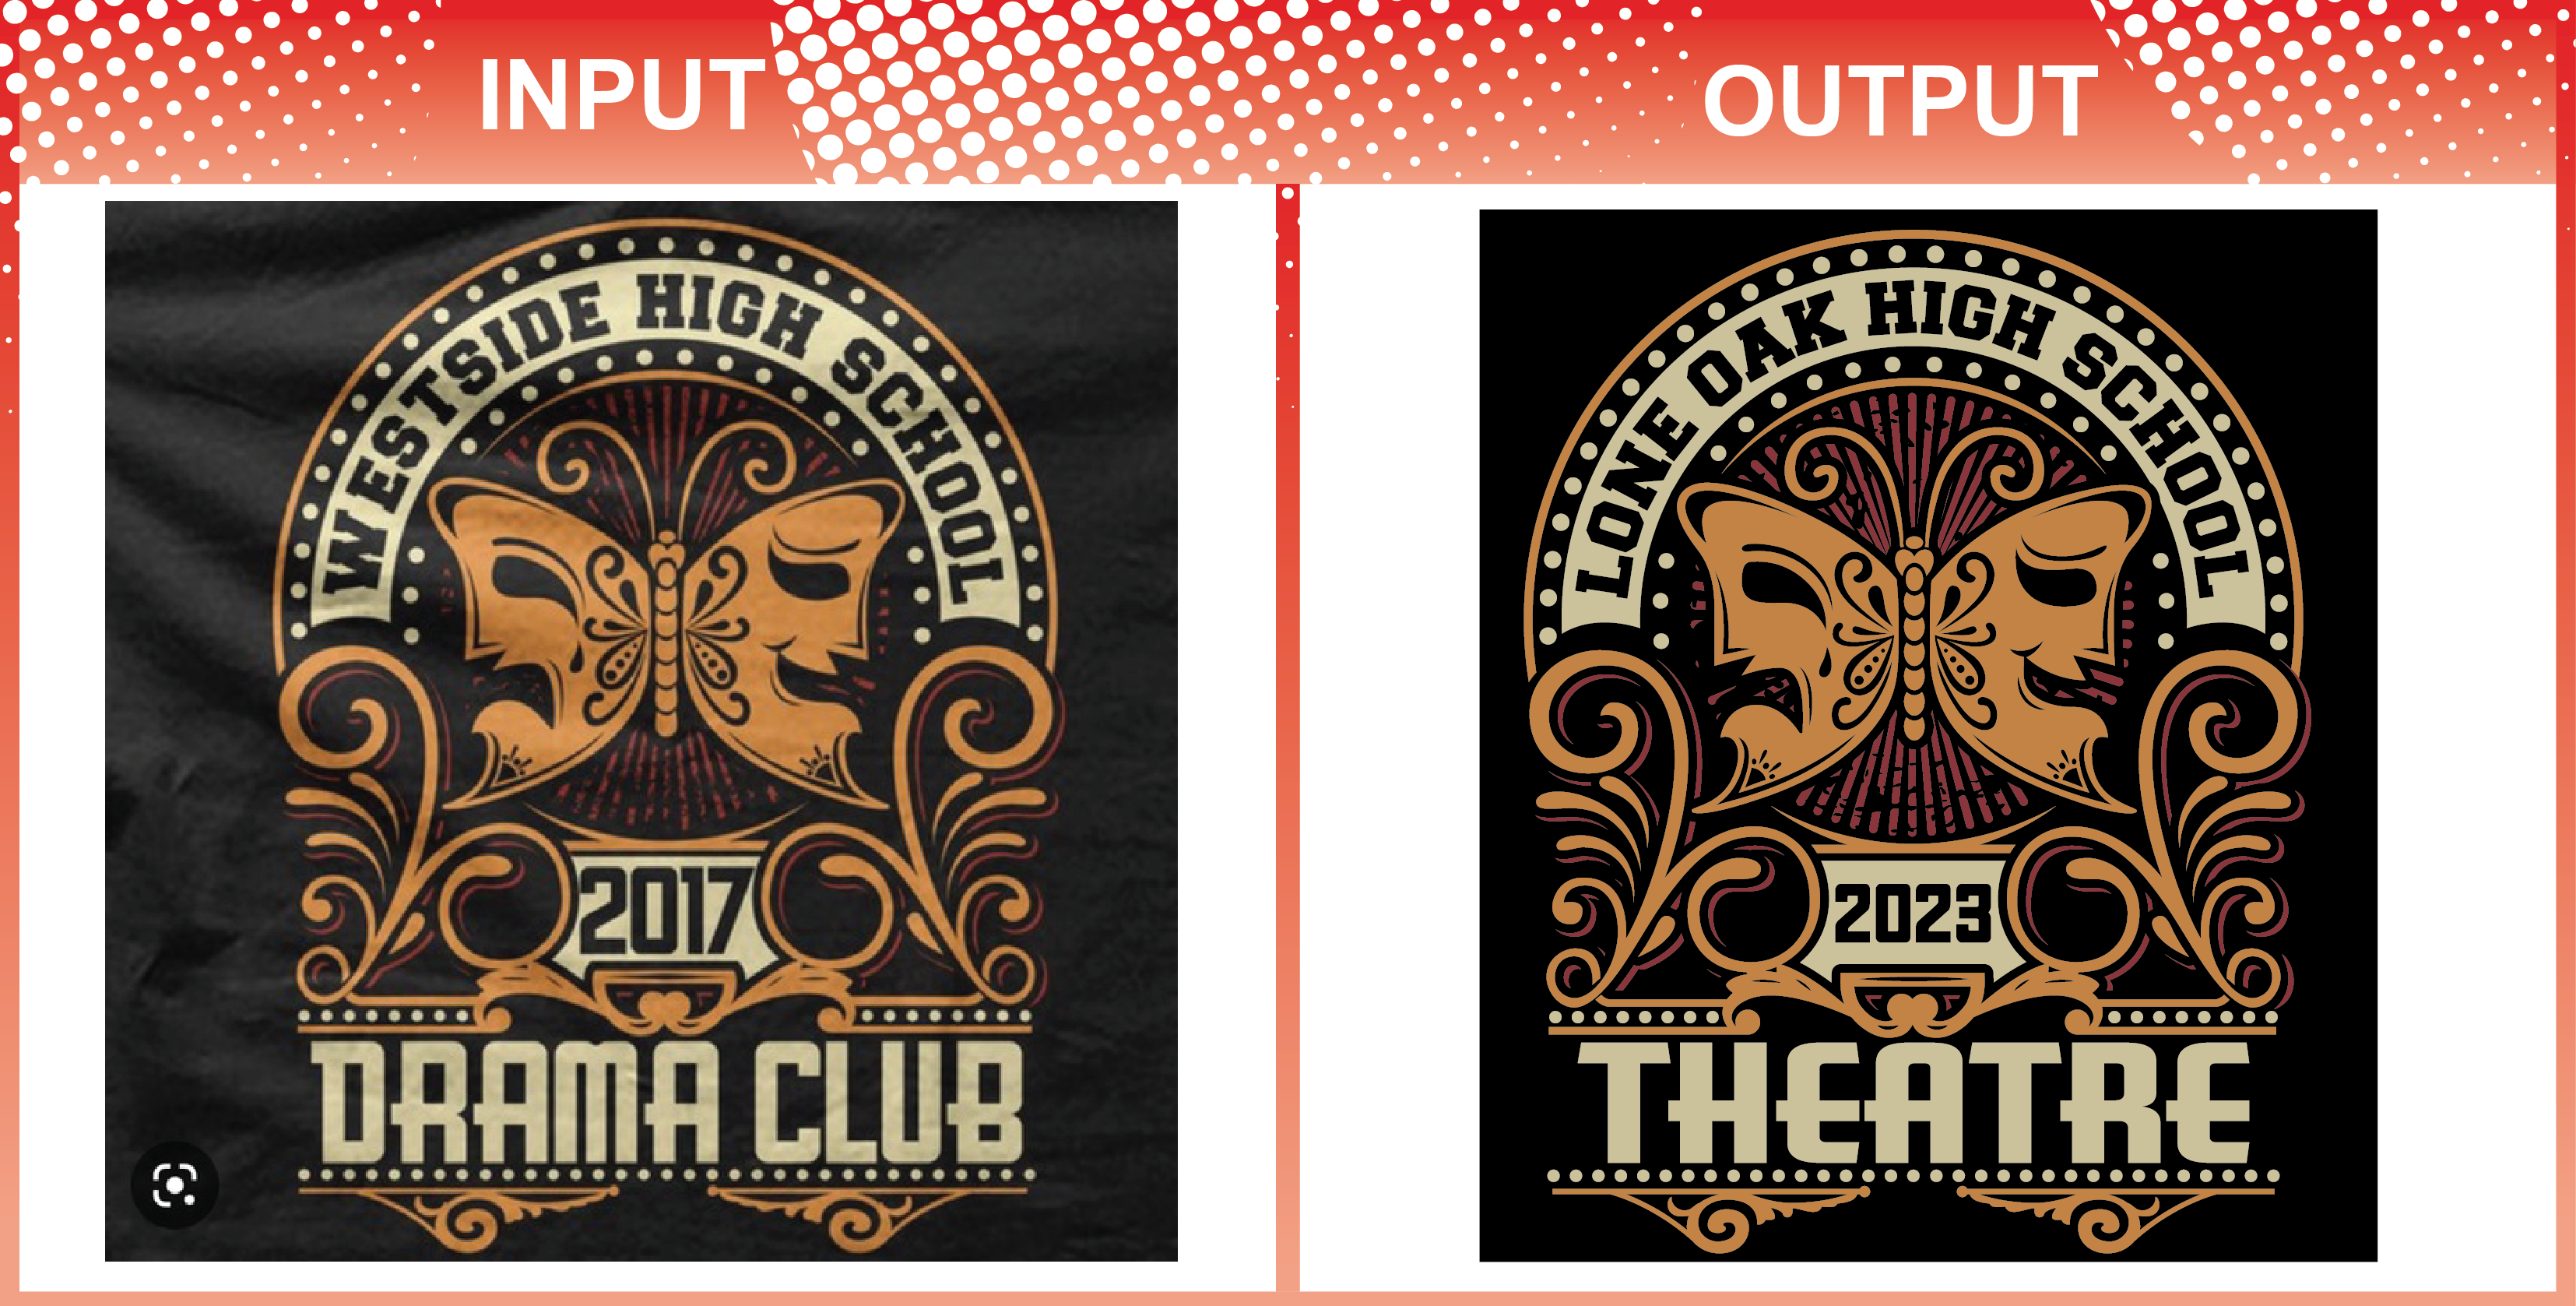 INPUT
OUTPUT
WESTSIDE HIGH SCHOOL
2017
DRAMA CLUB
LONE OAK HIGH SCHOOL
2023
THEATRE